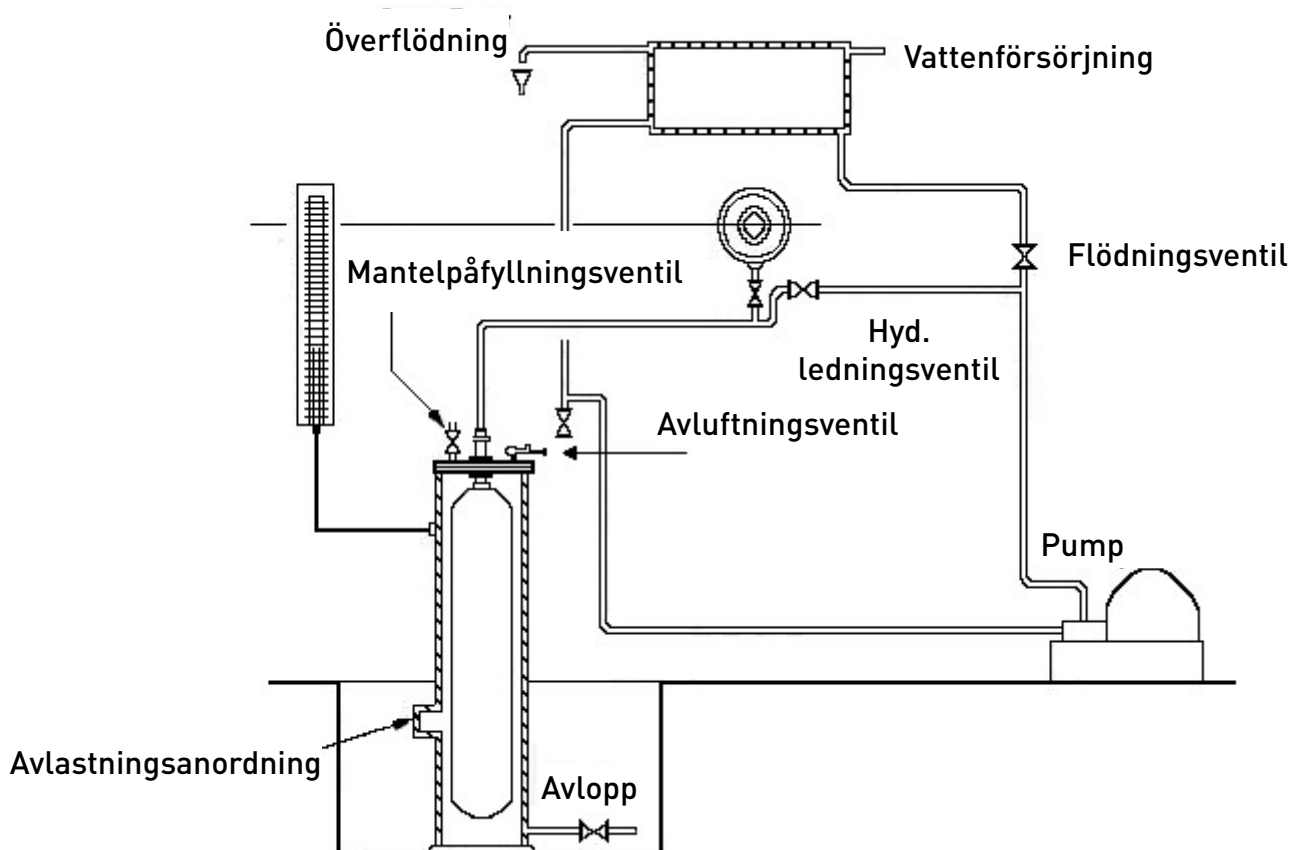 Överflödning
Vattenförsörjning
Mantelpåfyllningsventil
Flödningsventil
Hyd.
ledningsventil
Avluftningsventil
Pump
Avlastningsanordning
Avlopp